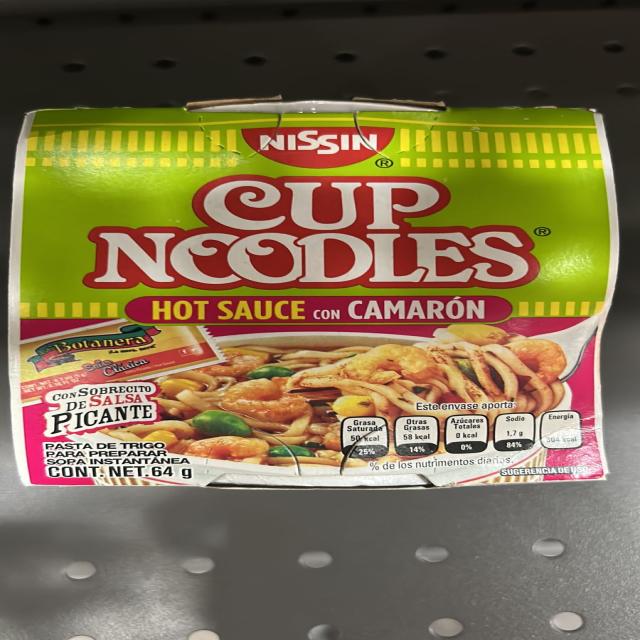 NISSIN
®
CUP
NOODLES®
HOT SAUCE CON CAMARÓN
Botanera
Salsa Clásica
CON SOBRECITO
DE SALSA
PICANTE
PASTA DE TRIGO
PARA PREPARAR
SOPA INSTANTÁNEA
CONT. NET. 64 g
Este envase aporta:
Grasa Saturada 50 kcal 25%
Otras Grasas 58 kcal 14%
Azúcares Totales 0 kcal 0%
Sodio 1,7 g 84%
Energía 304 kcal
% de los nutrimentos diarios.
SUGERENCIA DE USO